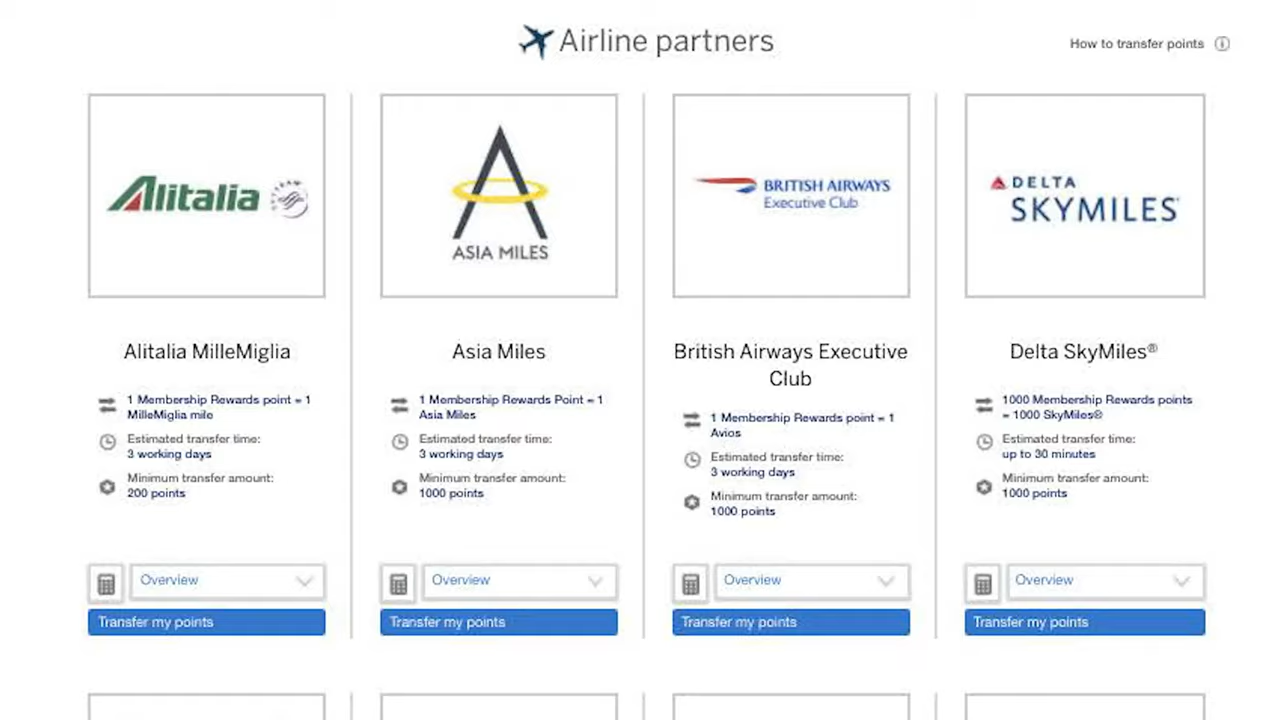 Airline partners
How to transfer points
Alitalia
ASIA MILES
BRITISH AIRWAYS
Executive Club
DELTA
SKYMILES
Alitalia MilleMiglia
1 Membership Rewards point = 1
MilleMiglia mile
Estimated transfer time:
3 working days
Minimum transfer amount:
200 points
Overview
Transfer my points
Asia Miles
1 Membership Rewards Point = 1
Asia Miles
Estimated transfer time:
3 working days
Minimum transfer amount:
1000 points
Overview
Transfer my points
British Airways Executive
Club
1 Membership Rewards point = 1
Avios
Estimated transfer time:
3 working days
Minimum transfer amount:
1000 points
Overview
Transfer my points
Delta SkyMiles®
1000 Membership Rewards points
= 1000 SkyMiles®
Estimated transfer time:
up to 30 minutes
Minimum transfer amount:
1000 points
Overview
Transfer my points